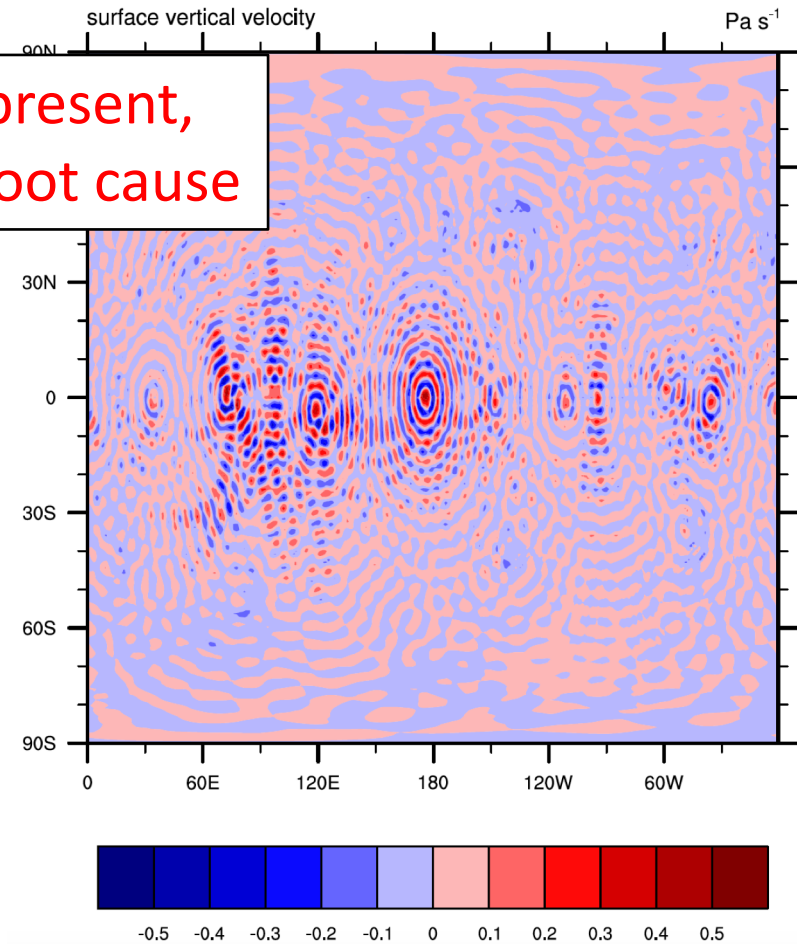 surface vertical velocity
Pa s⁻¹
90N
present,
oot cause
30N
0
30S
60S
90S
0 60E 120E 180 120W 60W
-0.5 -0.4 -0.3 -0.2 -0.1 0 0.1 0.2 0.3 0.4 0.5